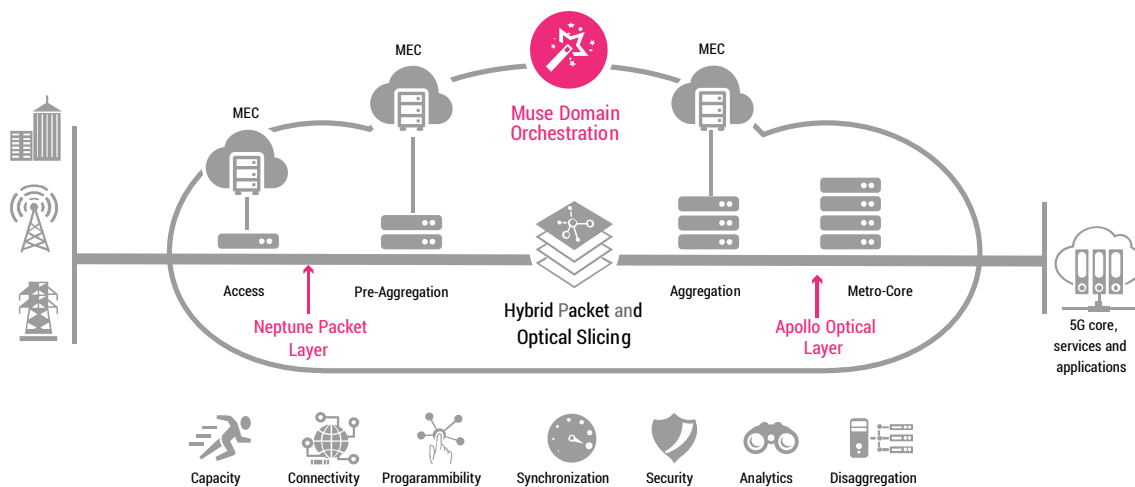 MEC
MEC
MEC
Muse Domain
Orchestration
Access
Pre-Aggregation
Aggregation
Metro-Core
Neptune Packet
Layer
Hybrid Packet and
Optical Slicing
Apollo Optical
Layer
5G core,
services and
applications
Capacity
Connectivity
Progarammibility
Synchronization
Security
Analytics
Disaggregation